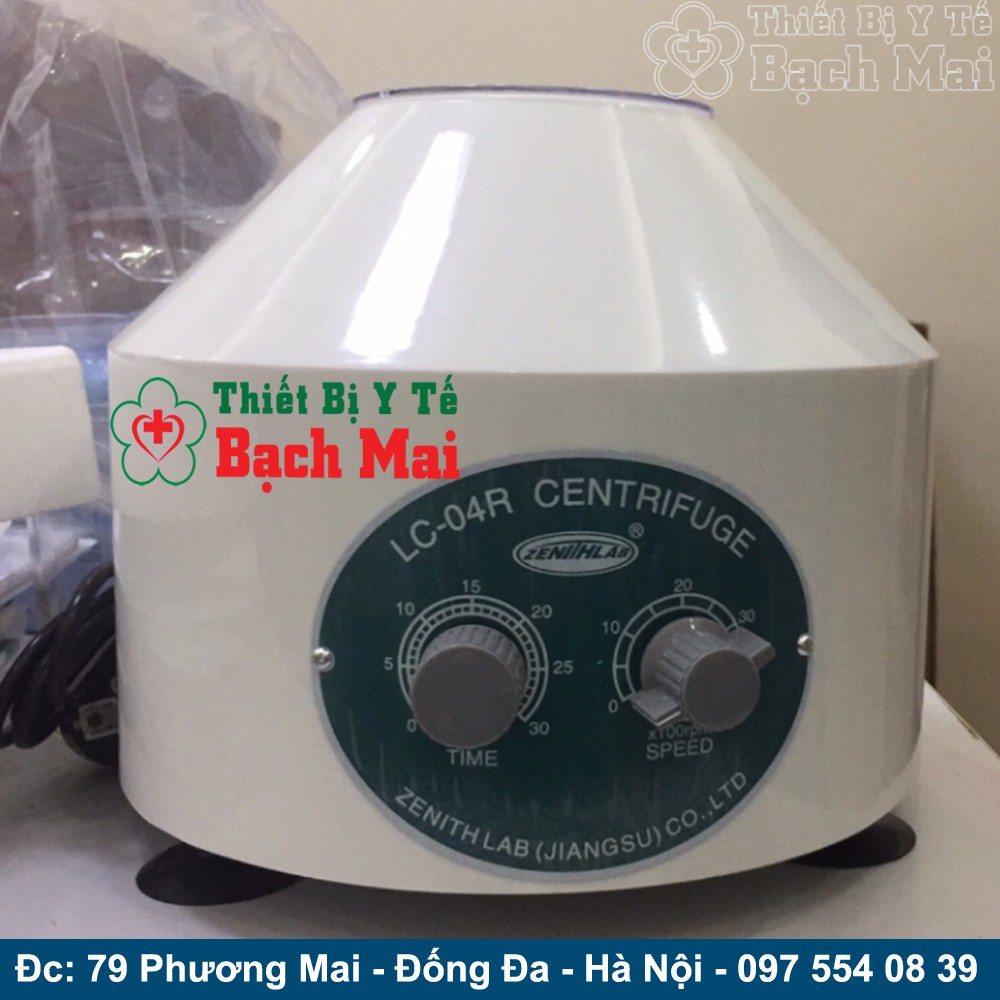 Thiết Bị Y Tế
Bạch Mai
Thiết Bị Y Tế
Bạch Mai
LC-04R CENTRIFUGE
ZENITHLAB ®
15
10
20
5
25
0
30
TIME
20
10
30
0
x100rpm
SPEED
ZENITH LAB (JIANGSU) CO.,LTD
Đc: 79 Phương Mai - Đống Đa - Hà Nội - 097 554 08 39